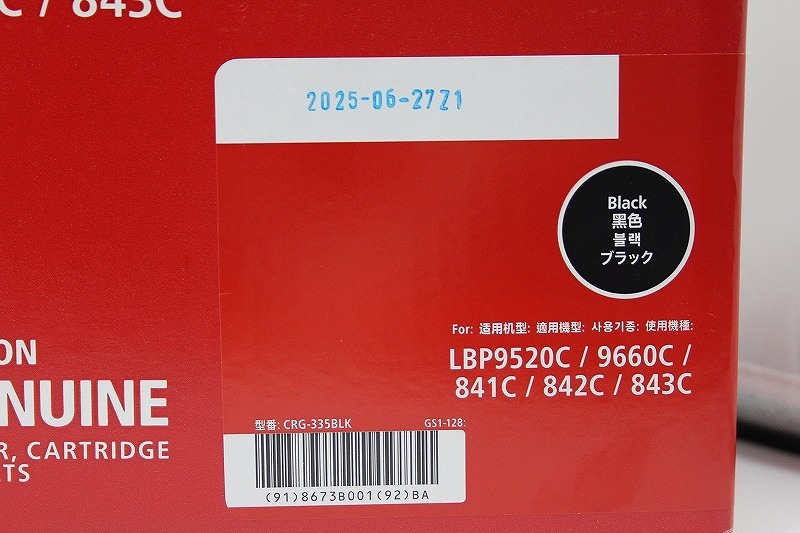 C / 843C
2025-06-27Z1
Black
黑色
블랙
ブラック
For: 适用机型: 適用機型: 사용기종: 使用機種:
LBP9520C / 9660C /
841C / 842C / 843C
ON
NUINE
R, CARTRIDGE
TS
型番: CRG-335BLK
GS1-128:
(91)8673B001(92)BA